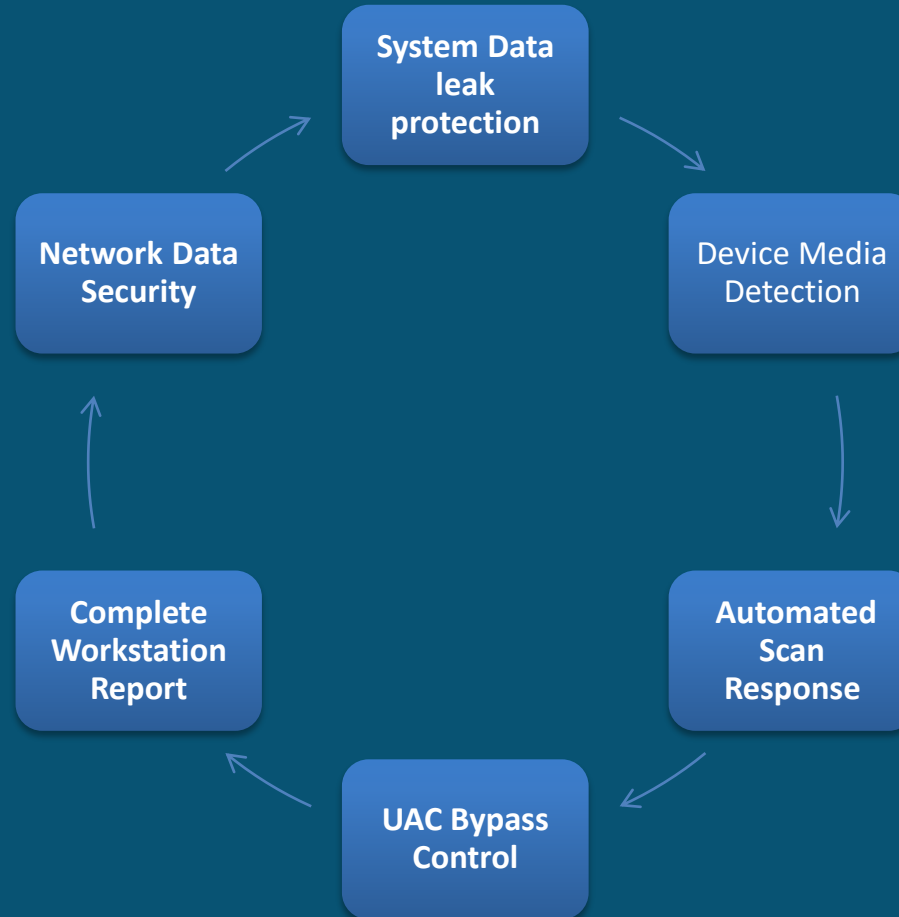 System Data
leak
protection
Device Media
Detection
Automated
Scan
Response
UAC Bypass
Control
Complete
Workstation
Report
Network Data
Security